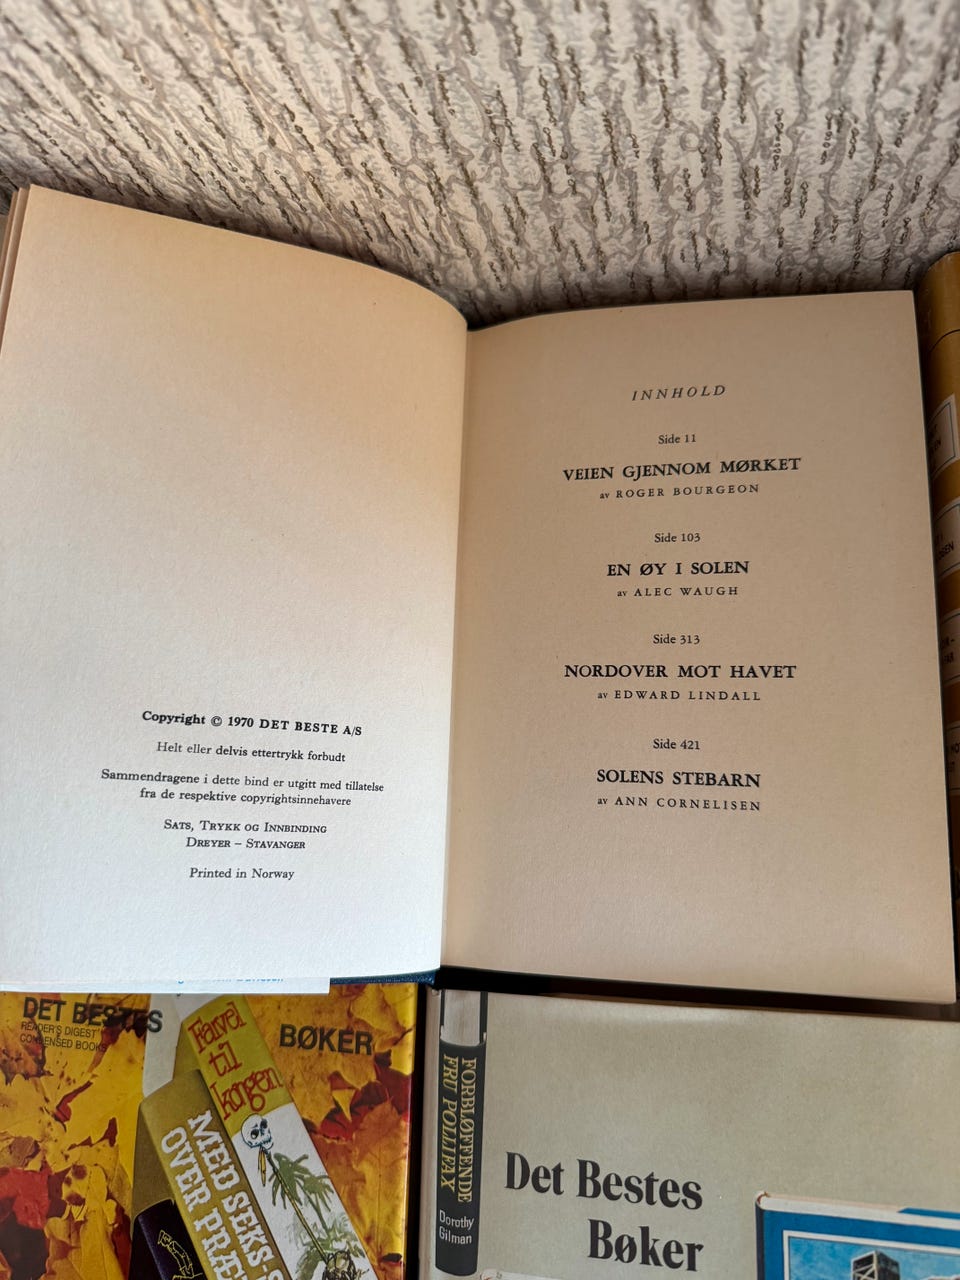 Copyright © 1970 DET BESTE A/S
Helt eller delvis ettertrykk forbudt
Sammendragene i dette bind er utgitt med tillatelse
fra de respektive copyrightsinnehavere
SATS, TRYKK OG INNBINDING
DREYER – STAVANGER
Printed in Norway
INNHOLD
Side 11
VEIEN GJENNOM MØRKET
av ROGER BOURGEON
Side 103
EN ØY I SOLEN
av ALEC WAUGH
Side 313
NORDOVER MOT HAVET
av EDWARD LINDALL
Side 421
SOLENS STEBARN
av ANN CORNELISEN
DET BESTES
READER'S DIGEST
CONDENSED BOOKS
BØKER
Farvel
til
kongen
MED SEKS
OVER
FORBLØFFENDE
FRU POLLIFAX
Dorothy
Gilman
Det Bestes
Bøker